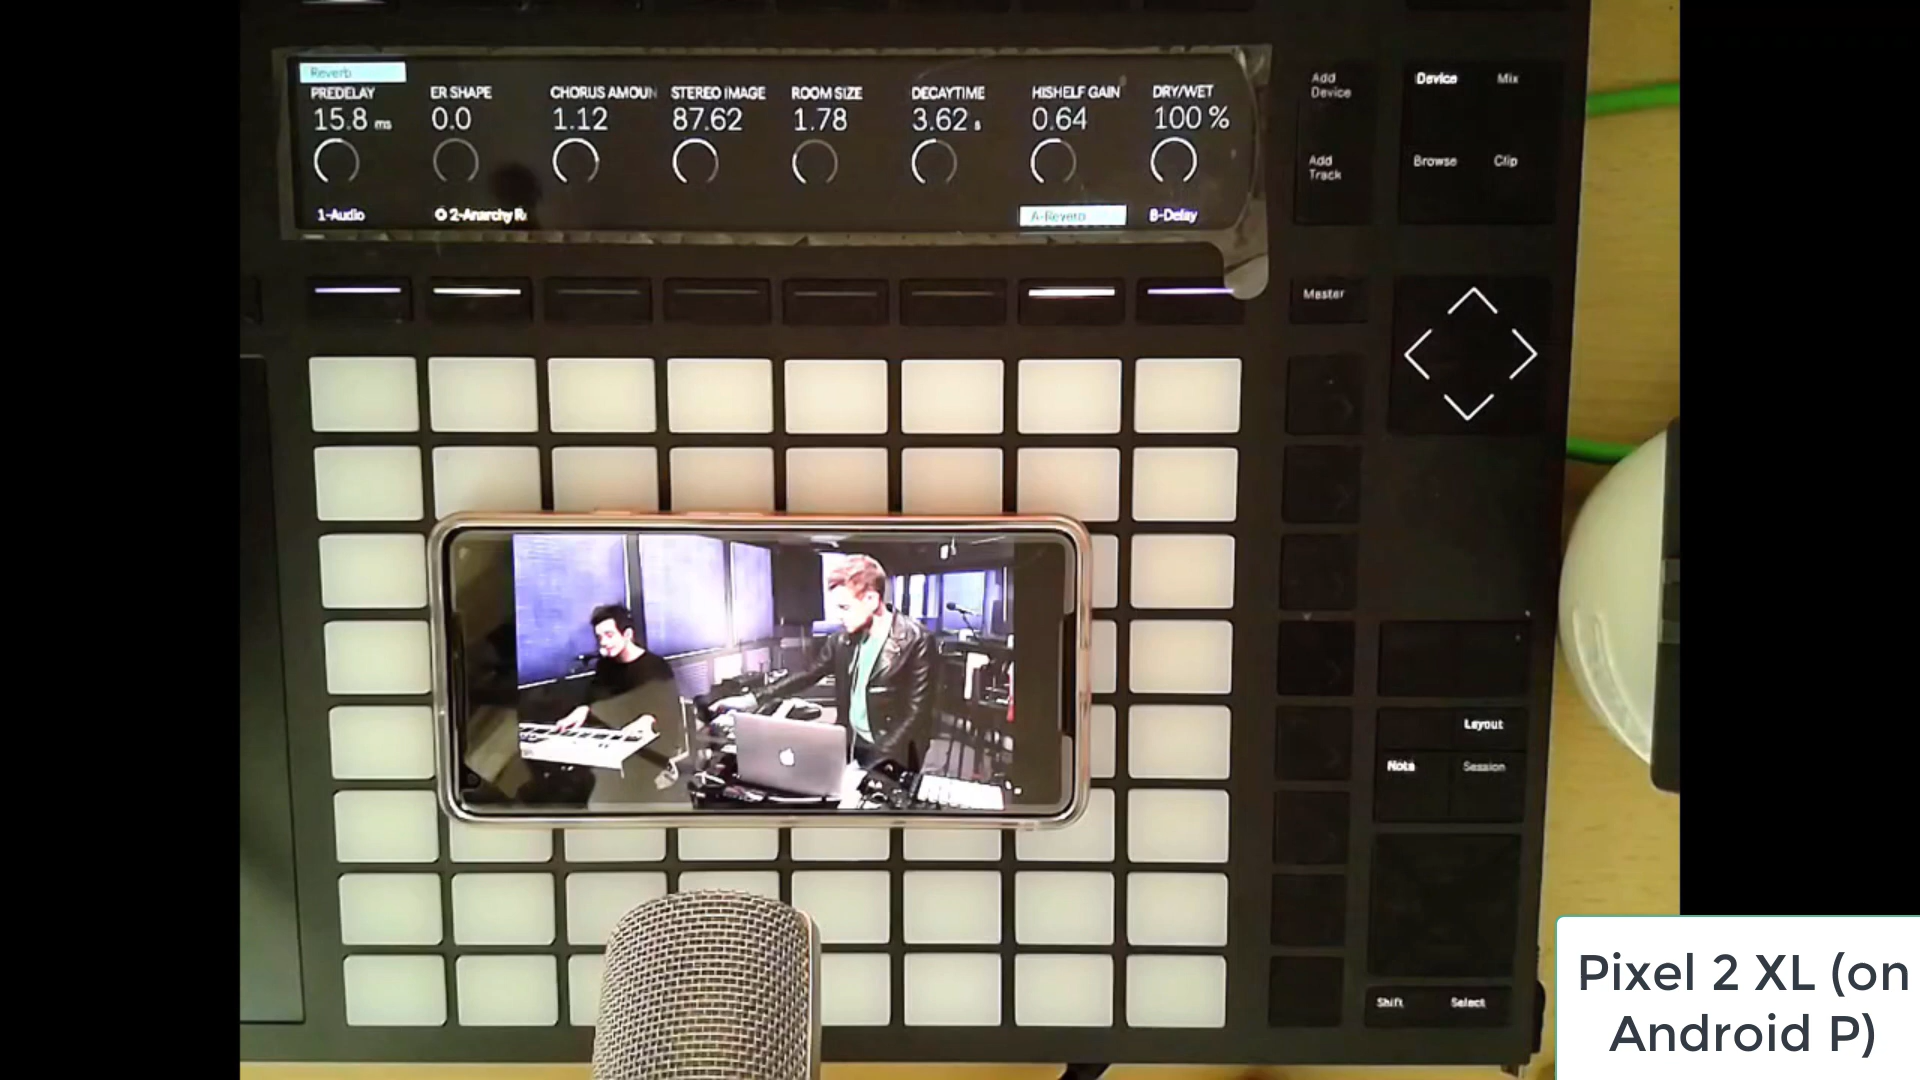 Reverb
PREDELAY ER SHAPE CHORUS AMOUN STEREO IMAGE ROOM SIZE DECAYTIME HISHELF GAIN DRY/WET
15.8 ms 0.0 1.12 87.62 1.78 3.62 s 0.64 100 %
1-Audio 2-Anarchy R A-Reverb B-Delay
Add
Device
Device Mix
Add
Track
Browse Clip
Master
Layout
Note Session
Shift Select
Pixel 2 XL (on
Android P)